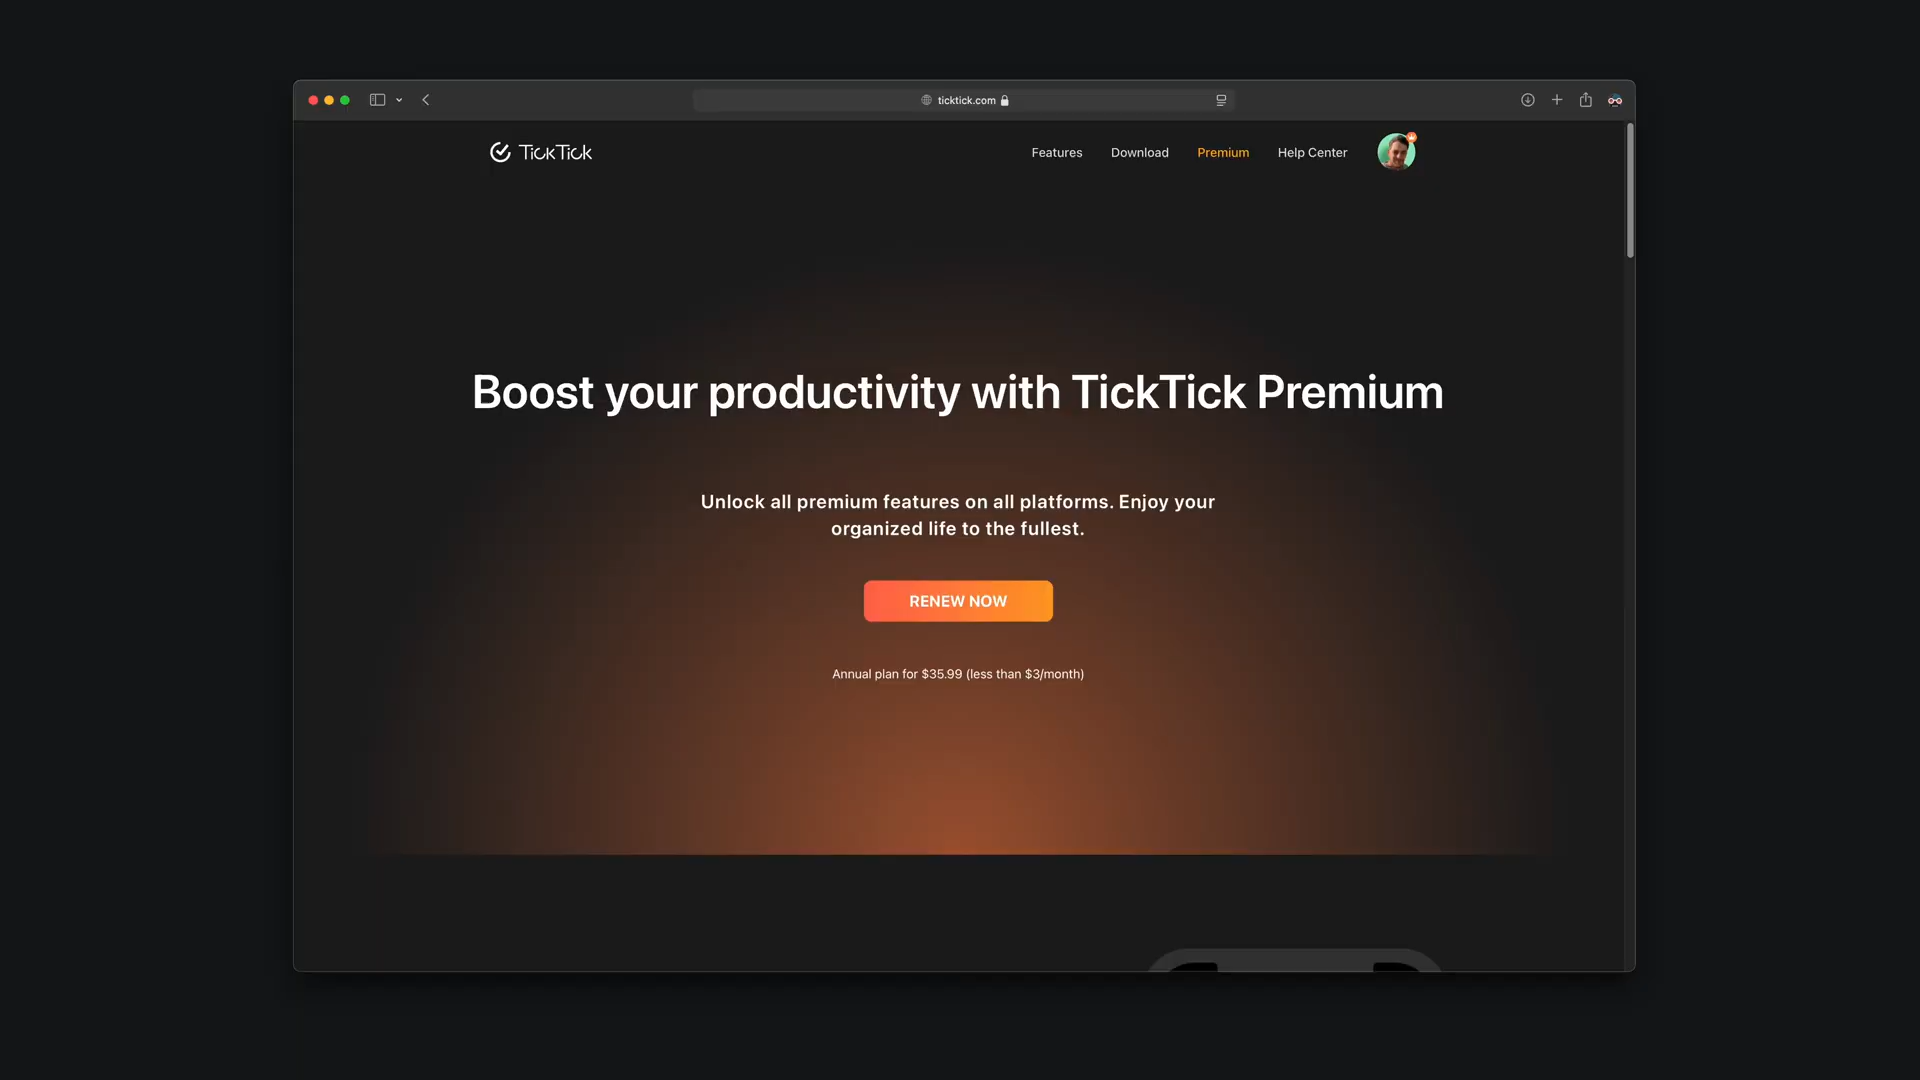 ticktick.com
TickTick
Features
Download
Premium
Help Center
Boost your productivity with TickTick Premium
Unlock all premium features on all platforms. Enjoy your
organized life to the fullest.
RENEW NOW
Annual plan for $35.99 (less than $3/month)